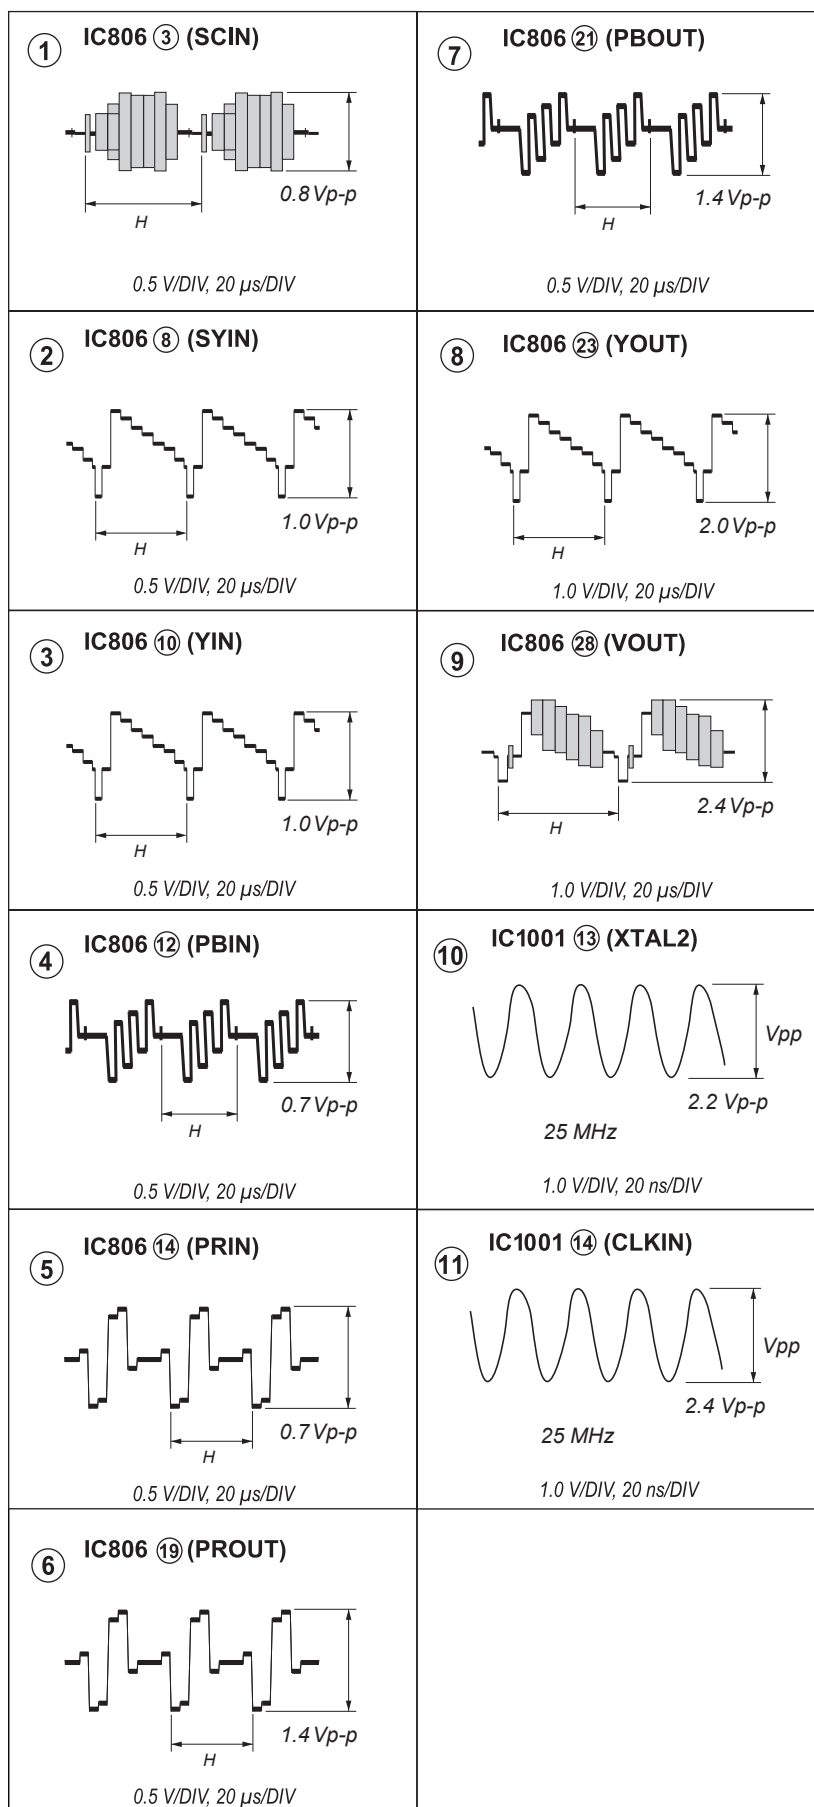 ① IC806 ③ (SCIN)
0.8 Vp-p
H
0.5 V/DIV, 20 µs/DIV
② IC806 ⑧ (SYIN)
1.0 Vp-p
H
0.5 V/DIV, 20 µs/DIV
③ IC806 ⑩ (YIN)
1.0 Vp-p
H
0.5 V/DIV, 20 µs/DIV
④ IC806 ⑫ (PBIN)
0.7 Vp-p
H
0.5 V/DIV, 20 µs/DIV
⑤ IC806 ⑭ (PRIN)
0.7 Vp-p
H
0.5 V/DIV, 20 µs/DIV
⑥ IC806 ⑲ (PROUT)
1.4 Vp-p
H
0.5 V/DIV, 20 µs/DIV
⑦ IC806 ㉑ (PBOUT)
1.4 Vp-p
H
0.5 V/DIV, 20 µs/DIV
⑧ IC806 ㉓ (YOUT)
2.0 Vp-p
H
1.0 V/DIV, 20 µs/DIV
⑨ IC806 ㉘ (VOUT)
2.4 Vp-p
H
1.0 V/DIV, 20 µs/DIV
⑩ IC1001 ⑬ (XTAL2)
Vpp
2.2 Vp-p
25 MHz
1.0 V/DIV, 20 ns/DIV
⑪ IC1001 ⑭ (CLKIN)
Vpp
2.4 Vp-p
25 MHz
1.0 V/DIV, 20 ns/DIV